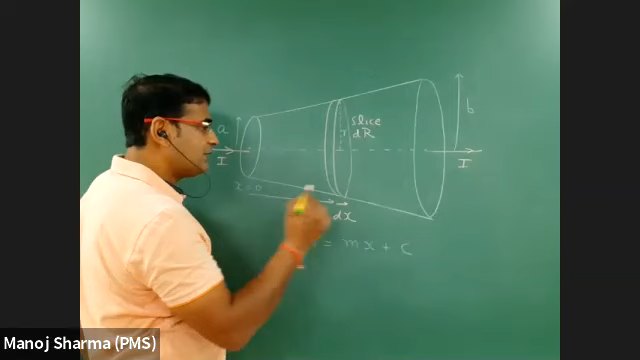 a
b
slice
dR
I
I
x=0
dx
= mx + c
Manoj Sharma (PMS)